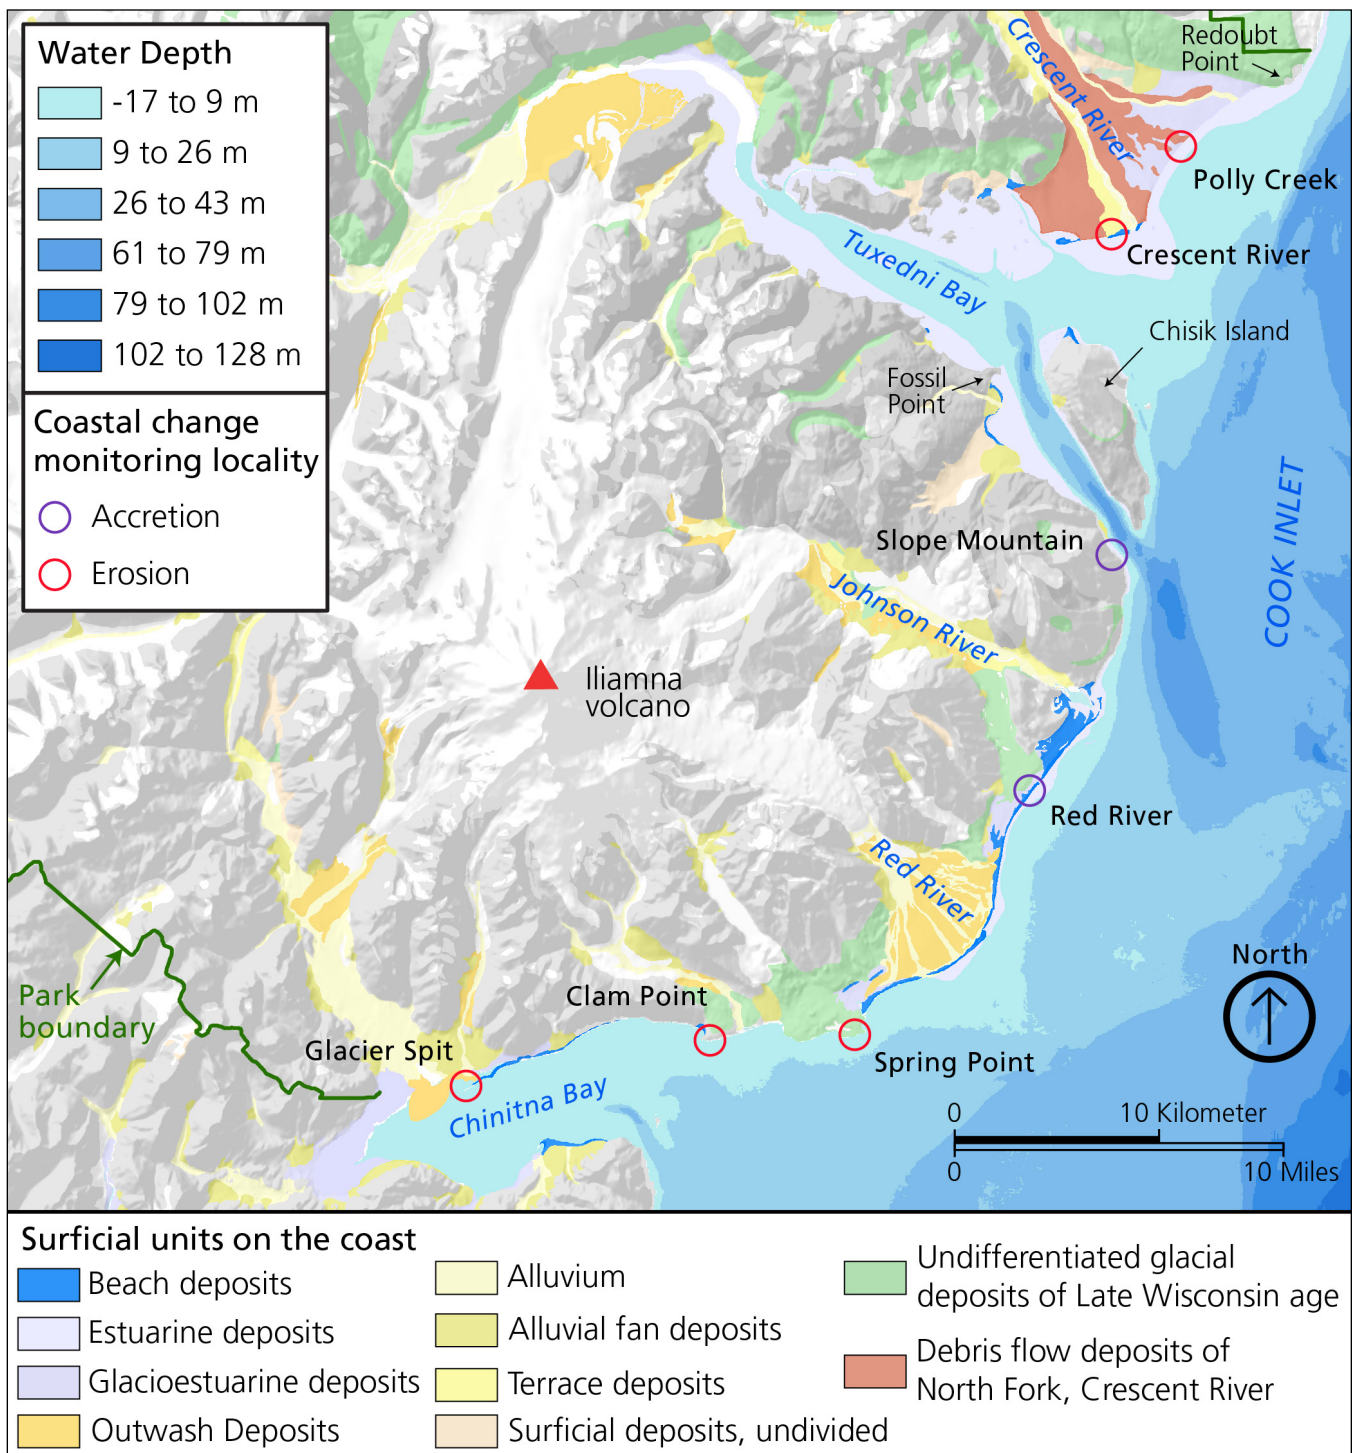 Water Depth
-17 to 9 m
9 to 26 m
26 to 43 m
61 to 79 m
79 to 102 m
102 to 128 m
Coastal change
monitoring locality
Accretion
Erosion
Redoubt
Point
Crescent River
Polly Creek
Crescent River
Tuxedni Bay
Chisik Island
Fossil
Point
COOK INLET
Slope Mountain
Johnson River
Iliamna
volcano
Red River
Red River
Park
boundary
Clam Point
Glacier Spit
Spring Point
Chinitna Bay
North
0
10 Kilometer
0
10 Miles
Surficial units on the coast
Beach deposits
Estuarine deposits
Glacioestuarine deposits
Outwash Deposits
Alluvium
Alluvial fan deposits
Terrace deposits
Surficial deposits, undivided
Undifferentiated glacial
deposits of Late Wisconsin age
Debris flow deposits of
North Fork, Crescent River